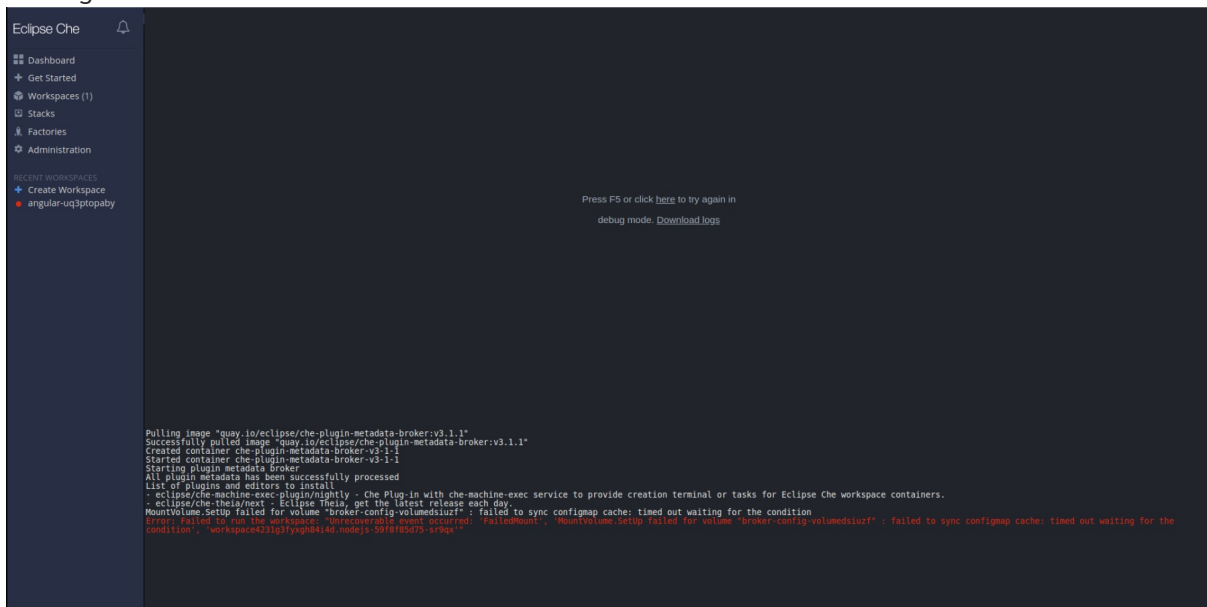 Eclipse Che
Dashboard
Get Started
Workspaces (1)
Stacks
Factories
Administration
RECENT WORKSPACES
Create Workspace
angular-uq3ptopaby
Press F5 or click here to try again in
debug mode. Download logs
Pulling image "quay.io/eclipse/che-plugin-metadata-broker:v3.1.1"
Successfully pulled image "quay.io/eclipse/che-plugin-metadata-broker:v3.1.1"
Created container che-plugin-metadata-broker-v3-1-1
Started container che-plugin-metadata-broker-v3-1-1
Starting plugin metadata broker
All plugin metadata has been successfully processed
List of plugins and editors to install
- eclipse/che-machine-exec-plugin/nightly - Che Plug-in with che-machine-exec service to provide creation terminal or tasks for Eclipse Che workspace containers.
- eclipse/che-theia/next - Eclipse Theia, get the latest release each day.
MountVolume.SetUp failed for volume "broker-config-volumedsiuzf" : failed to sync configmap cache: timed out waiting for the condition
Error: Failed to run the workspace: "Unrecoverable event occurred: 'FailedMount', 'MountVolume.SetUp failed for volume "broker-config-volumedsiuzf" : failed to sync configmap cache: timed out waiting for the
condition', 'workspace4231g3fyxgh84i4d.nodejs-59f8f85d75-sr9qx'"